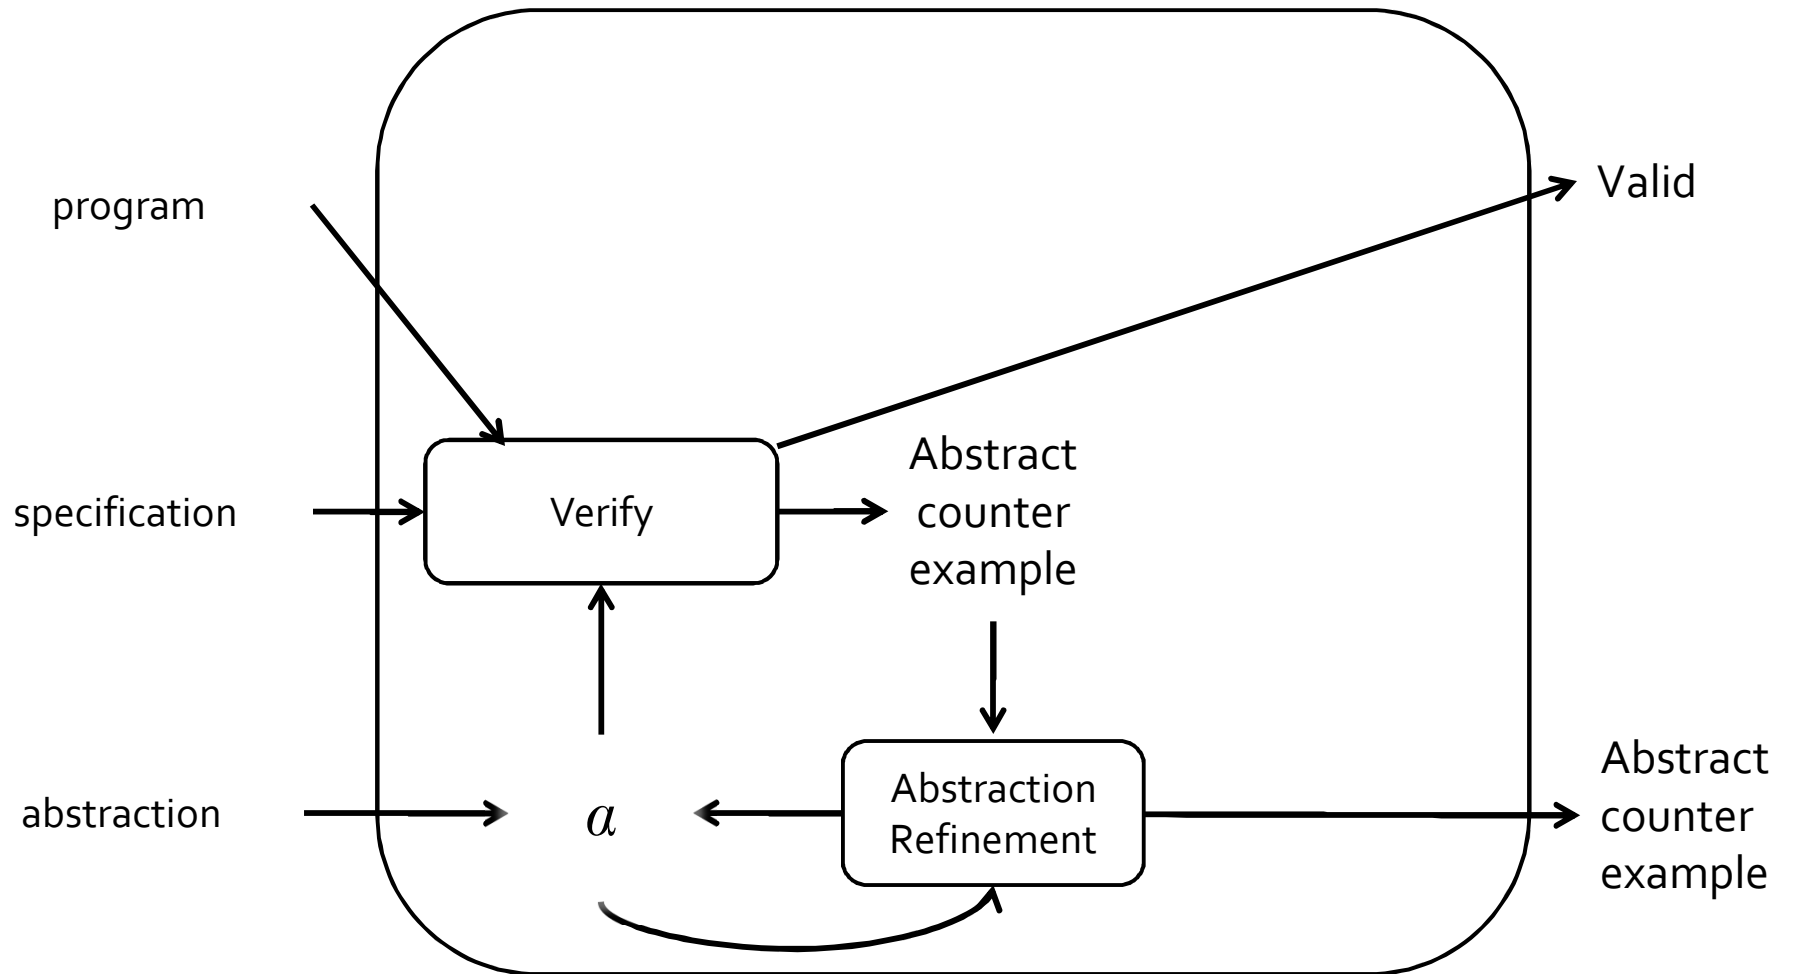 program
Valid
specification
Verify
Abstract
counter
example
abstraction
α
Abstraction
Refinement
Abstract
counter
example